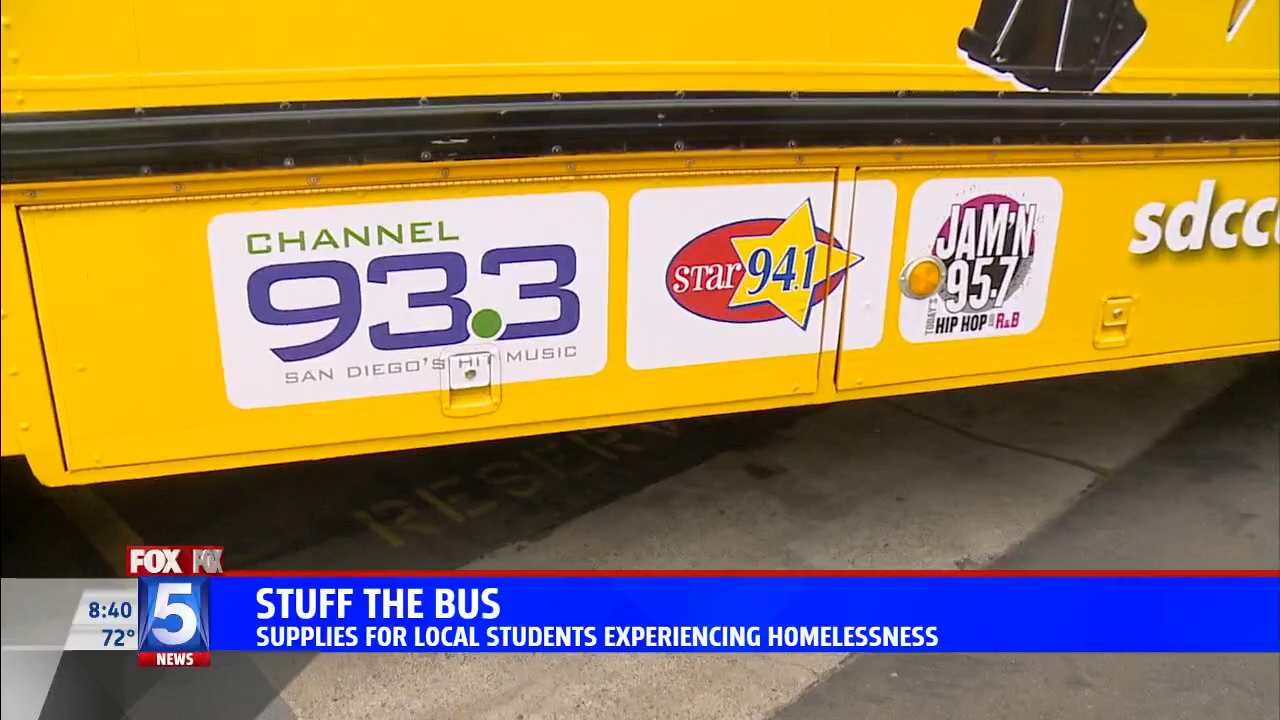 CHANNEL
93.3
SAN DIEGO'S HIT MUSIC
STAR 94.1
JAM'N
95.7
TODAY'S
HIP HOP
R&B
sdcc
RESERV
FOX FOX
8:40
72°
5
NEWS
STUFF THE BUS
SUPPLIES FOR LOCAL STUDENTS EXPERIENCING HOMELESSNESS